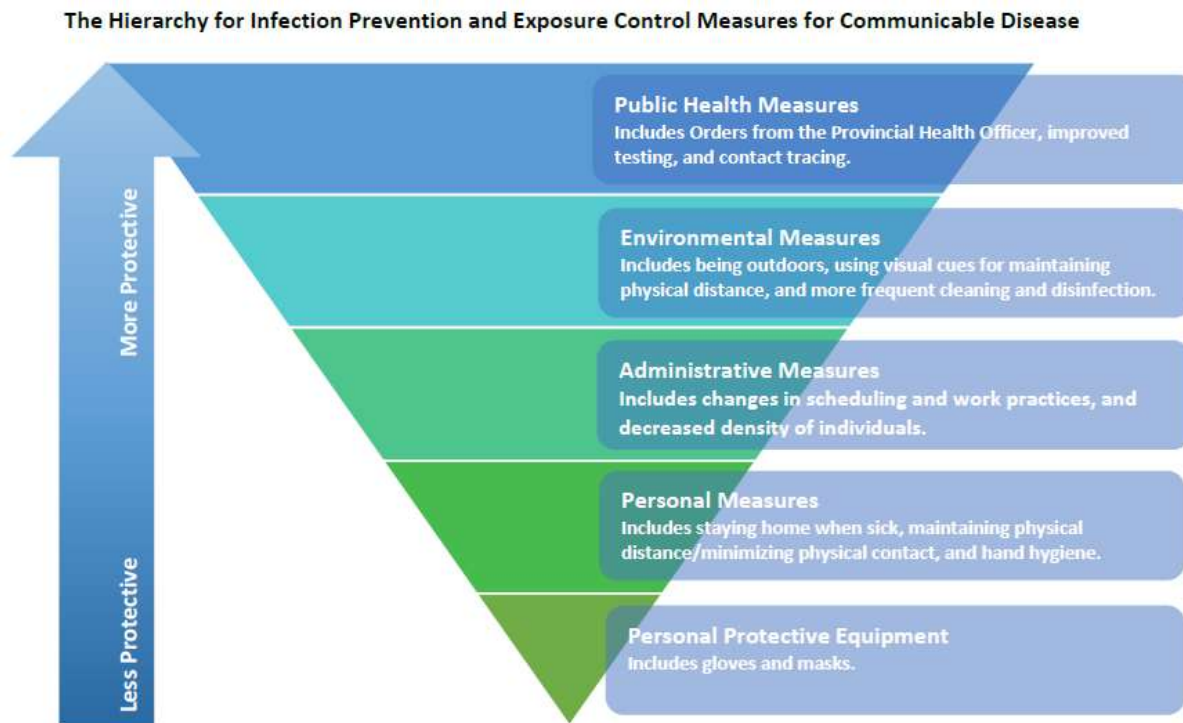 The Hierarchy for Infection Prevention and Exposure Control Measures for Communicable Disease
More Protective
Less Protective
Public Health Measures
Includes Orders from the Provincial Health Officer, improved
testing, and contact tracing.
Environmental Measures
Includes being outdoors, using visual cues for maintaining
physical distance, and more frequent cleaning and disinfection.
Administrative Measures
Includes changes in scheduling and work practices, and
decreased density of individuals.
Personal Measures
Includes staying home when sick, maintaining physical
distance/minimizing physical contact, and hand hygiene.
Personal Protective Equipment
Includes gloves and masks.